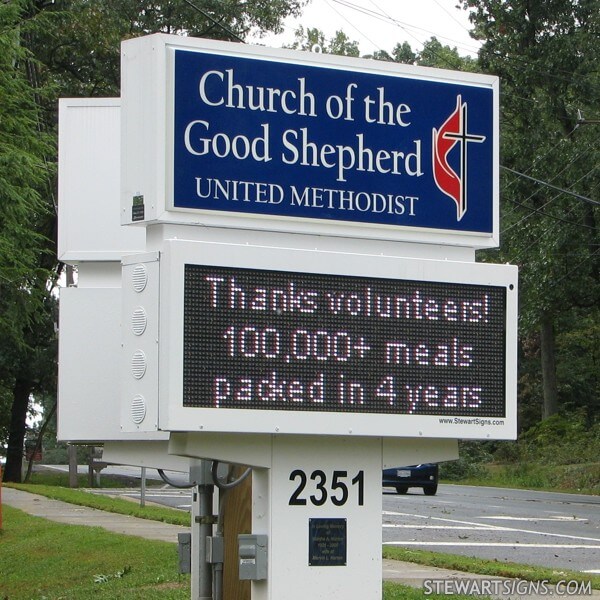 Church of the
Good Shepherd
UNITED METHODIST
Thanks volunteers!
100,000+ meals
packed in 4 years
www.StewartSigns.com
2351
STEWARTSIGNS.COM